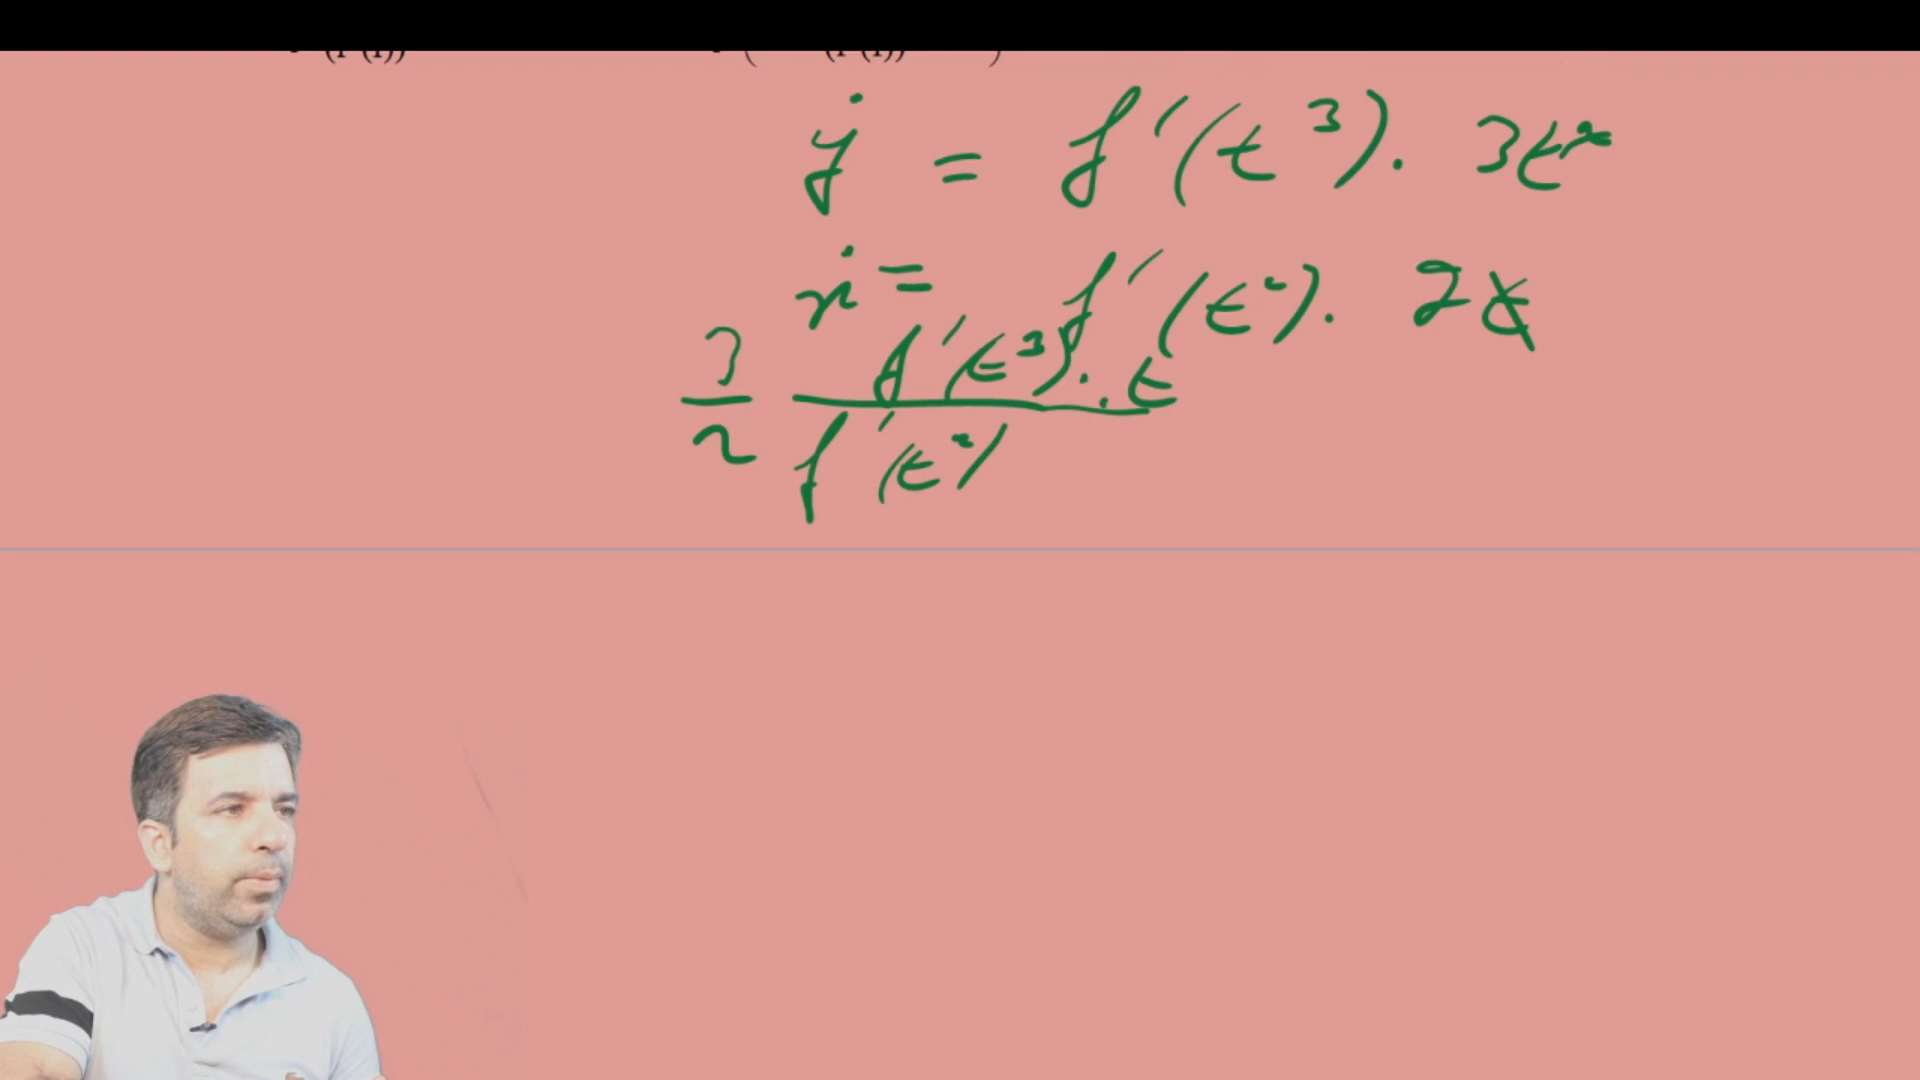 ẏ = f'(t³). 3t²
ẋ = f'(t²). 2t
3/2 f'(t³). . t / f'(t²)